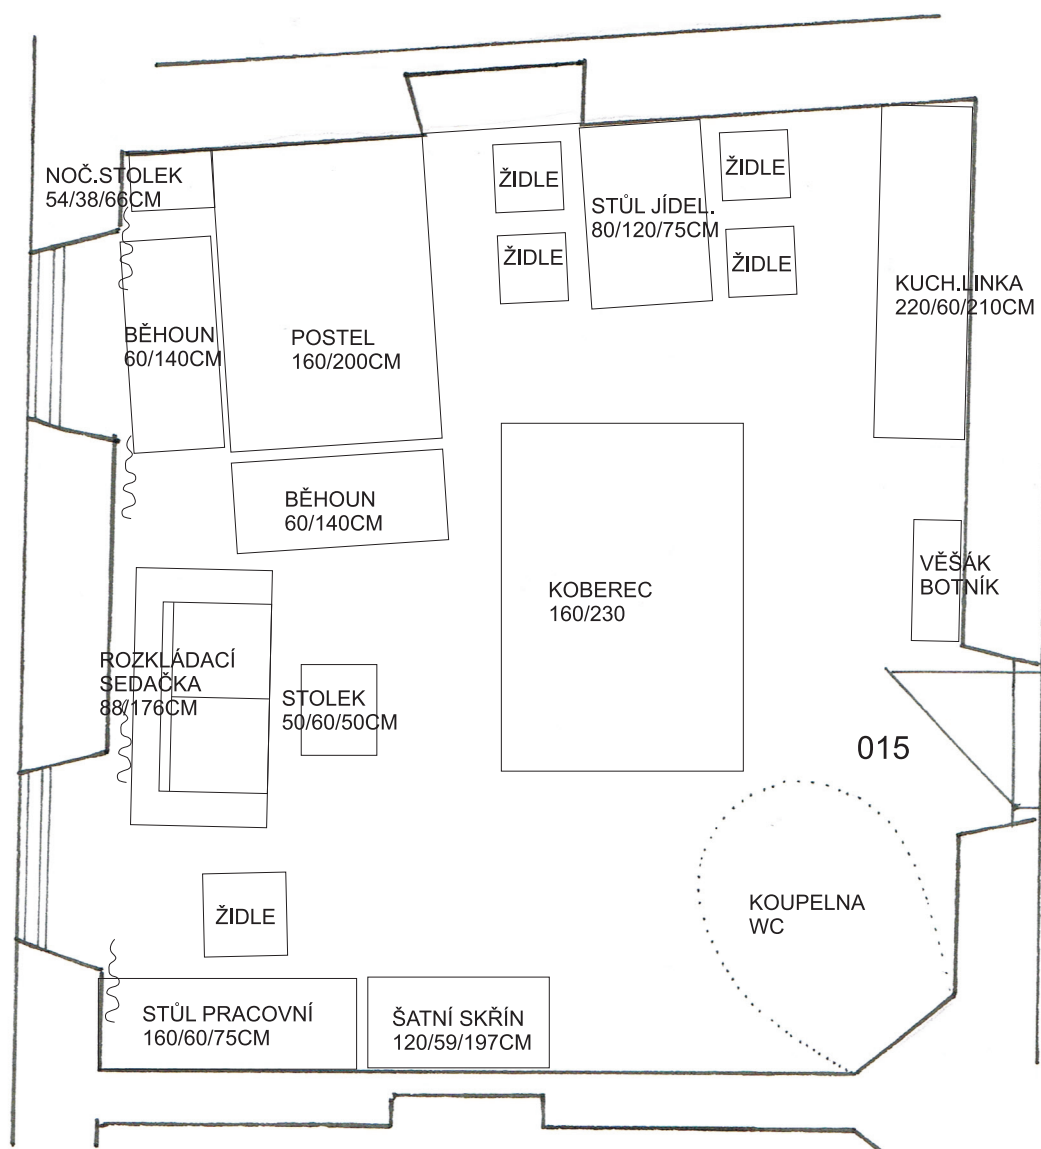 NOČ.STOLEK
54/38/66CM
ŽIDLE
ŽIDLE
STŮL JÍDEL.
80/120/75CM
ŽIDLE
ŽIDLE
KUCH.LINKA
220/60/210CM
BĚHOUN
60/140CM
POSTEL
160/200CM
BĚHOUN
60/140CM
KOBEREC
160/230
VĚŠÁK
BOTNÍK
ROZKLÁDACÍ
SEDAČKA
88/176CM
STOLEK
50/60/50CM
015
ŽIDLE
KOUPELNA
WC
STŮL PRACOVNÍ
160/60/75CM
ŠATNÍ SKŘÍN
120/59/197CM